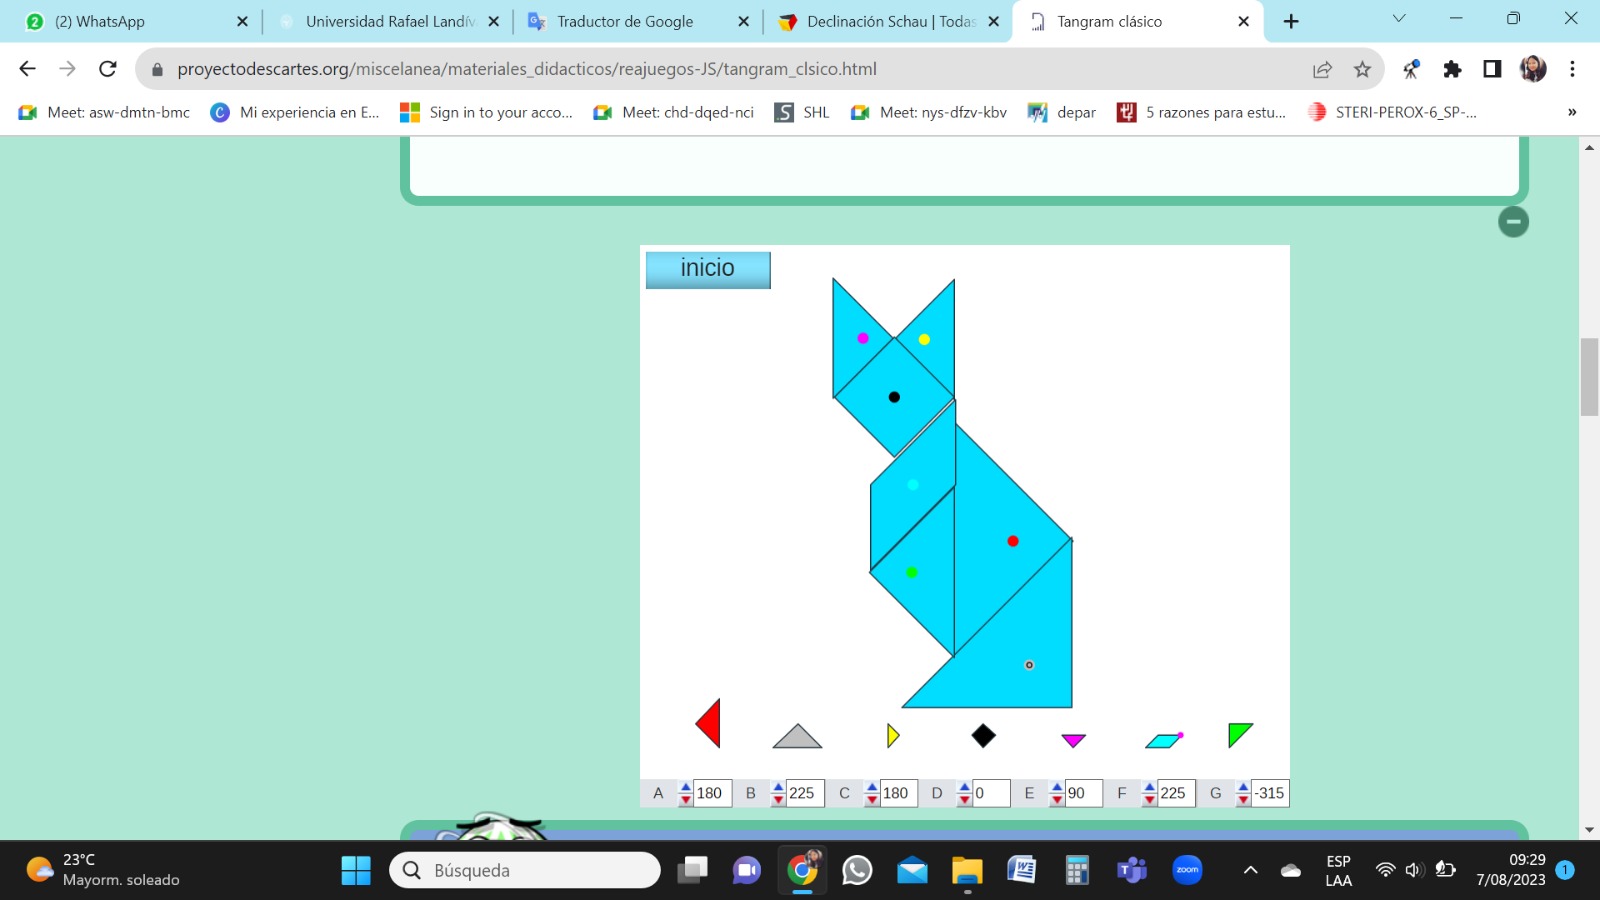 (2) WhatsApp
Universidad Rafael Landív
Traductor de Google
Declinación Schau | Todas
Tangram clásico
proyectodescartes.org/miscelanea/materiales_didacticos/reajuegos-JS/tangram_clsico.html
Meet: asw-dmtn-bmc
Mi experiencia en E...
Sign in to your acco...
Meet: chd-dqed-nci
SHL
Meet: nys-dfzv-kbv
depar
5 razones para estu...
STERI-PEROX-6_SP-...
»
inicio
A 180 B 225 C 180 D 0 E 90 F 225 G -315
23°C
Mayorm. soleado
Búsqueda
zoom
ESP
LAA
09:29
7/08/2023
1